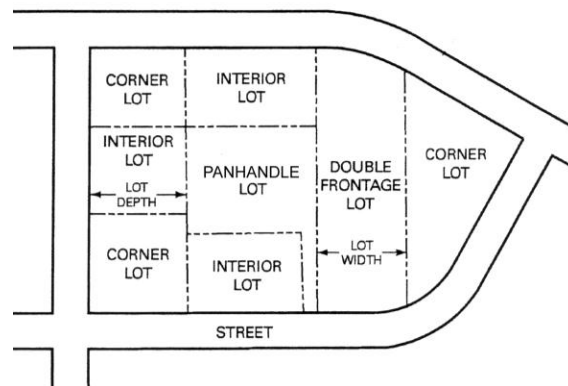 CORNER
LOT
INTERIOR
LOT
INTERIOR
LOT
LOT
DEPTH
PANHANDLE
LOT
DOUBLE
FRONTAGE
LOT
CORNER
LOT
CORNER
LOT
INTERIOR
LOT
LOT
WIDTH
STREET